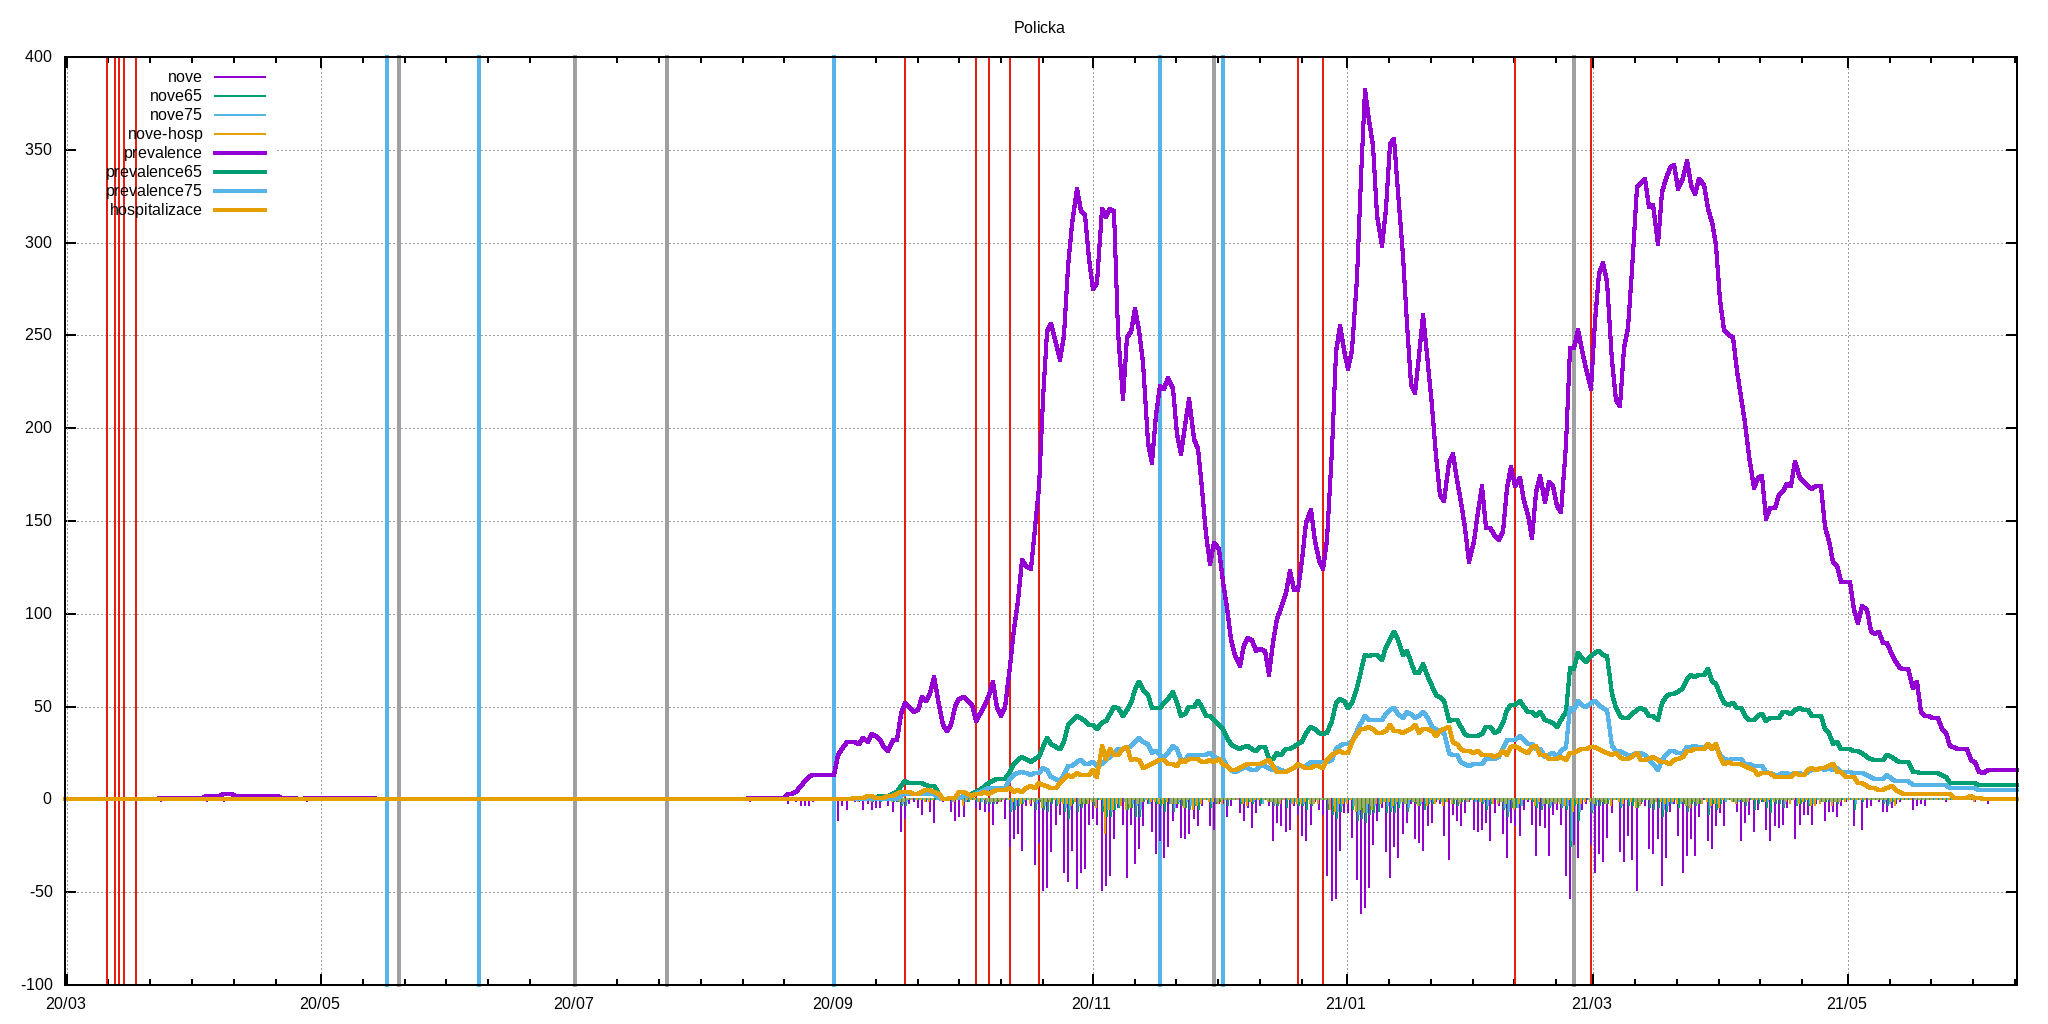 Policka
400
350
300
250
200
150
100
50
0
-50
-100
nove
nove65
nove75
nove-hosp
prevalence
prevalence65
prevalence75
hospitalizace
20/03 20/05 20/07 20/09 20/11 21/01 21/03 21/05